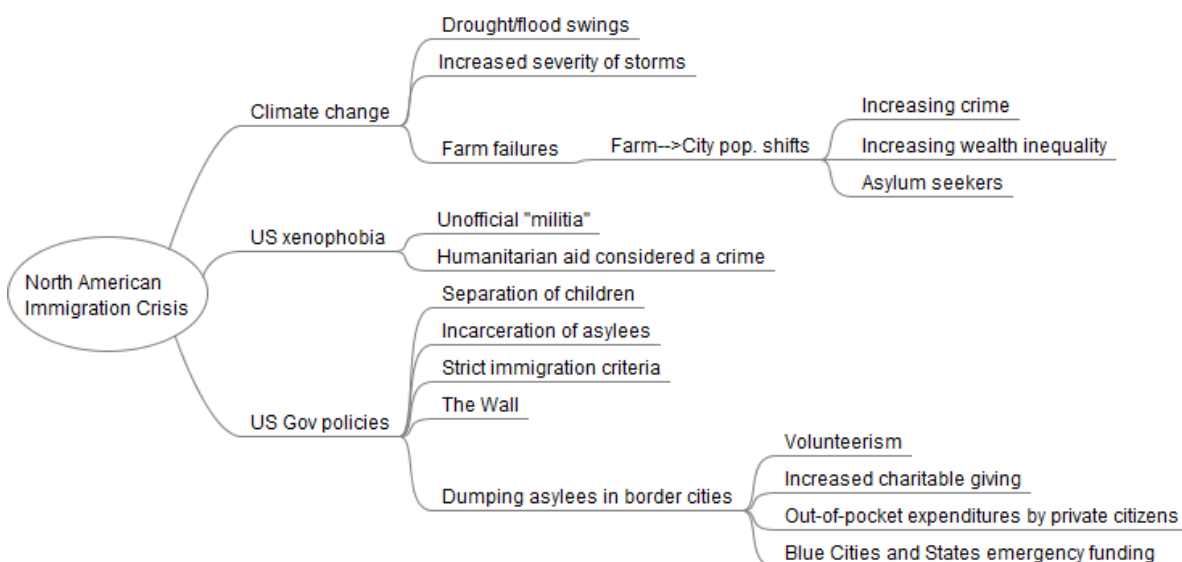 Drought/flood swings
Increased severity of storms
Climate change
Increasing crime
Farm failures
Farm-->City pop. shifts
Increasing wealth inequality
Asylum seekers
Unofficial "militia"
US xenophobia
Humanitarian aid considered a crime
North American
Immigration Crisis
Separation of children
Incarceration of asylees
Strict immigration criteria
The Wall
US Gov policies
Volunteerism
Increased charitable giving
Dumping asylees in border cities
Out-of-pocket expenditures by private citizens
Blue Cities and States emergency funding